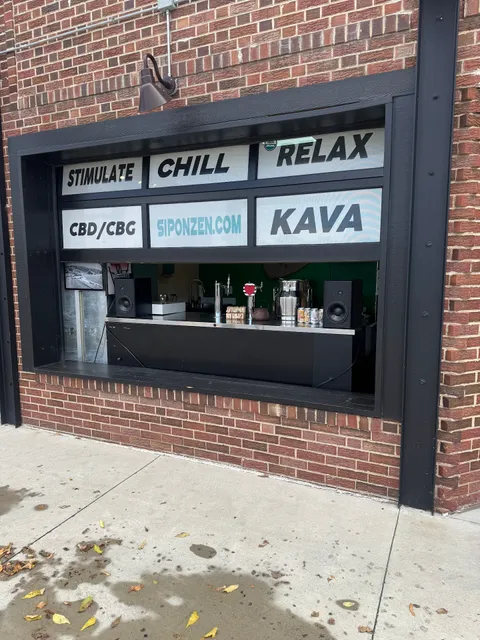 STIMULATE CHILL RELAX
CBD/CBG SIPONZEN.COM KAVA